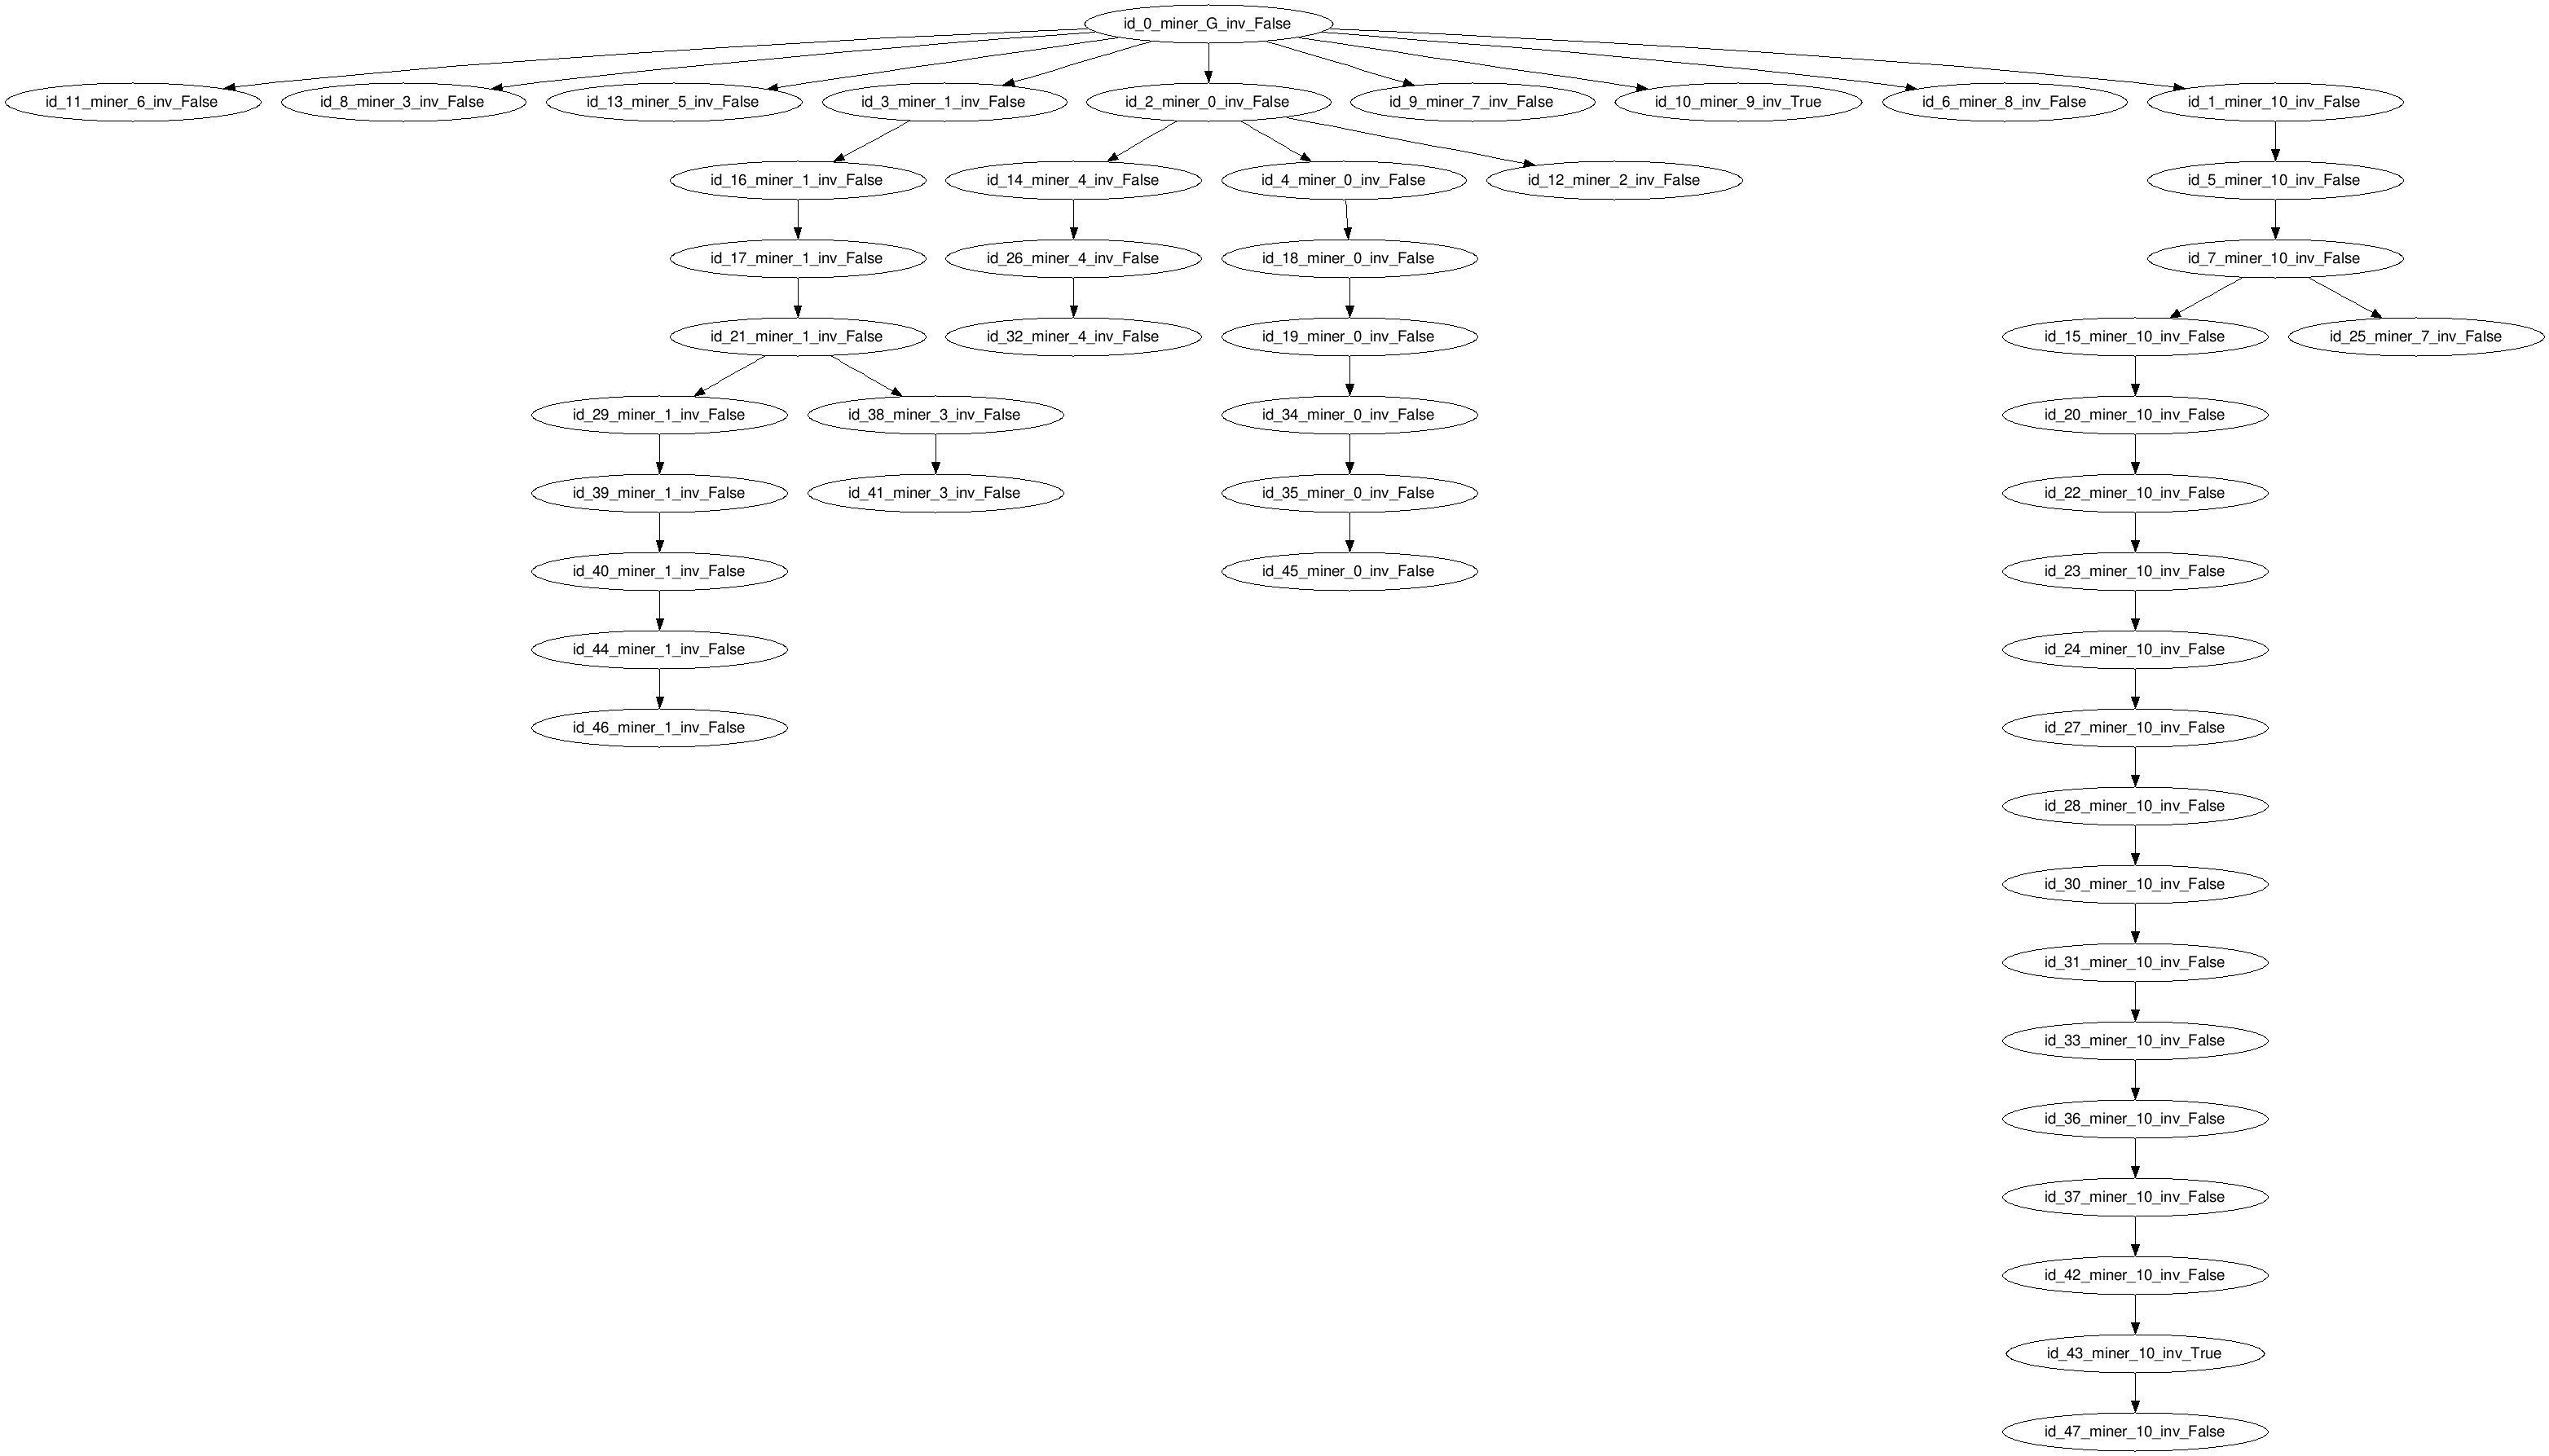 id_0_miner_G_inv_False
id_11_miner_6_inv_False
id_8_miner_3_inv_False
id_13_miner_5_inv_False
id_3_miner_1_inv_False
id_2_miner_0_inv_False
id_9_miner_7_inv_False
id_10_miner_9_inv_True
id_6_miner_8_inv_False
id_1_miner_10_inv_False
id_16_miner_1_inv_False
id_14_miner_4_inv_False
id_4_miner_0_inv_False
id_12_miner_2_inv_False
id_5_miner_10_inv_False
id_17_miner_1_inv_False
id_26_miner_4_inv_False
id_18_miner_0_inv_False
id_7_miner_10_inv_False
id_21_miner_1_inv_False
id_32_miner_4_inv_False
id_19_miner_0_inv_False
id_15_miner_10_inv_False
id_25_miner_7_inv_False
id_29_miner_1_inv_False
id_38_miner_3_inv_False
id_34_miner_0_inv_False
id_20_miner_10_inv_False
id_39_miner_1_inv_False
id_41_miner_3_inv_False
id_35_miner_0_inv_False
id_22_miner_10_inv_False
id_40_miner_1_inv_False
id_45_miner_0_inv_False
id_23_miner_10_inv_False
id_44_miner_1_inv_False
id_24_miner_10_inv_False
id_46_miner_1_inv_False
id_27_miner_10_inv_False
id_28_miner_10_inv_False
id_30_miner_10_inv_False
id_31_miner_10_inv_False
id_33_miner_10_inv_False
id_36_miner_10_inv_False
id_37_miner_10_inv_False
id_42_miner_10_inv_False
id_43_miner_10_inv_True
id_47_miner_10_inv_False